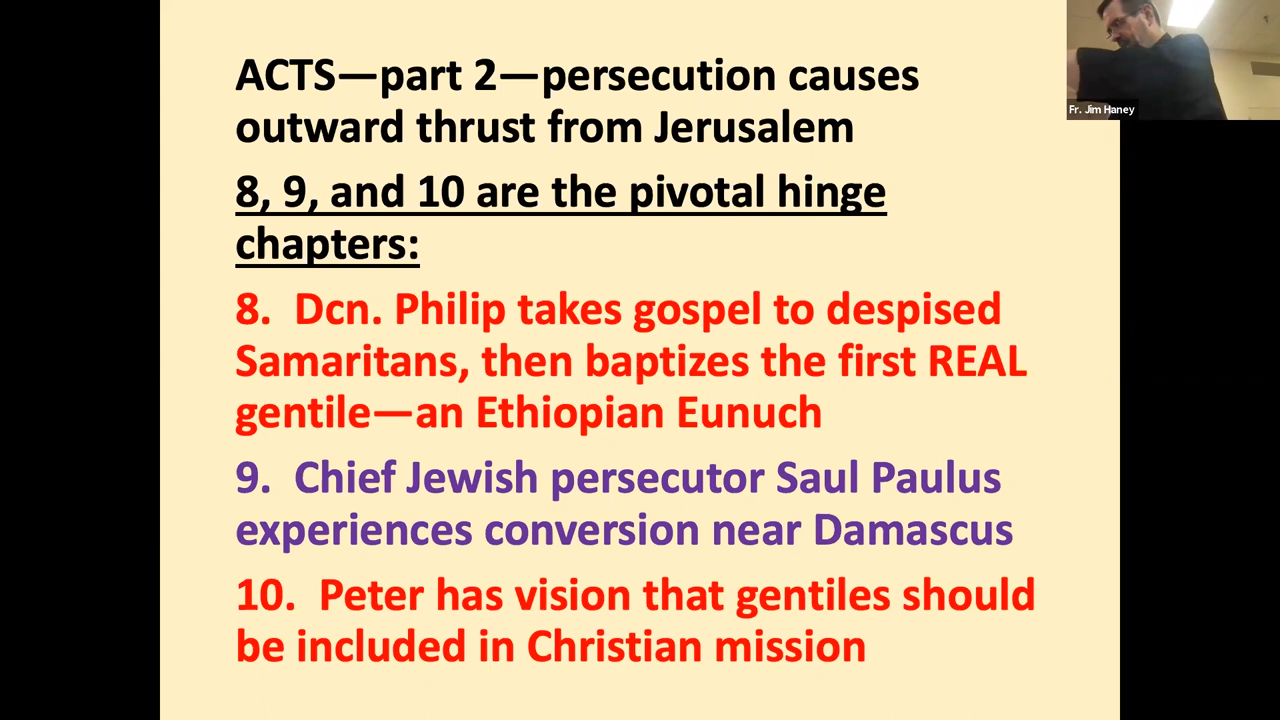 ACTS—part 2—persecution causes
outward thrust from Jerusalem
8, 9, and 10 are the pivotal hinge
chapters:
8.  Dcn. Philip takes gospel to despised
Samaritans, then baptizes the first REAL
gentile—an Ethiopian Eunuch
9.  Chief Jewish persecutor Saul Paulus
experiences conversion near Damascus
10.  Peter has vision that gentiles should
be included in Christian mission
Fr. Jim Haney